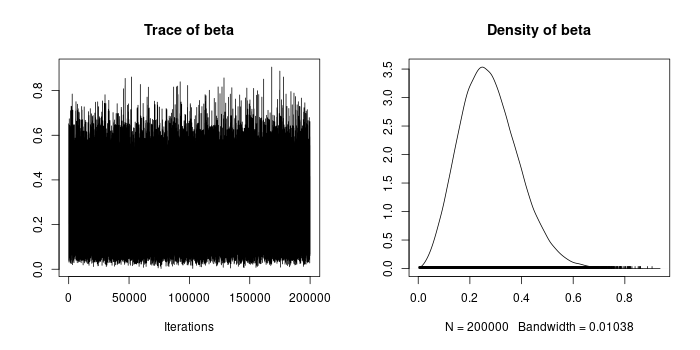 Trace of beta
0.0 0.2 0.4 0.6 0.8
0 50000 100000 150000 200000
Iterations
Density of beta
0.0 0.5 1.0 1.5 2.0 2.5 3.0 3.5
0.0 0.2 0.4 0.6 0.8
N = 200000 Bandwidth = 0.01038